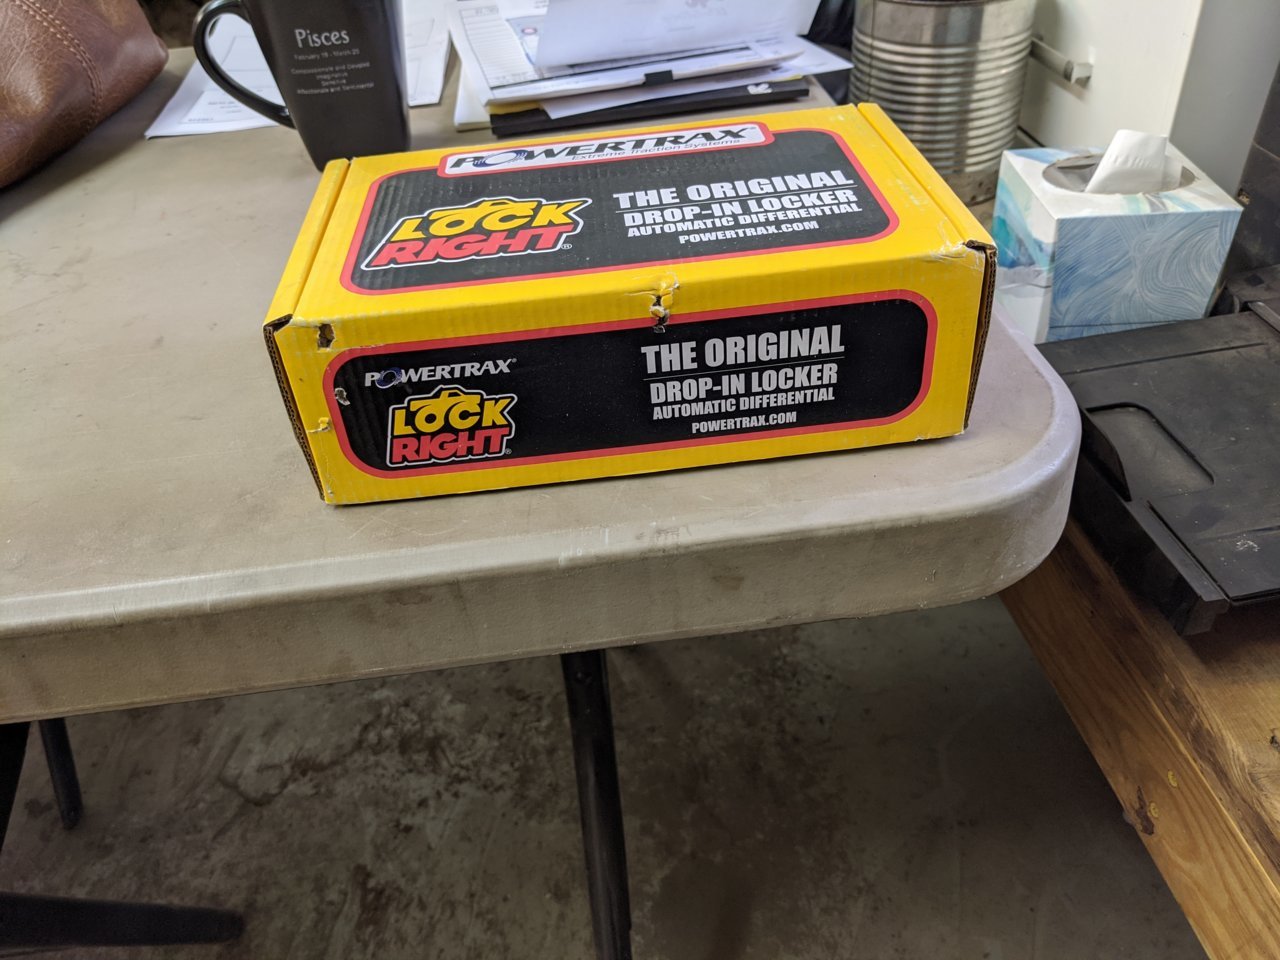 Pisces
February 19 - March 20
Compassionate and Devoted
Imaginative
Sensitive
Affectionate and Sentimental
POWERTRAX®
Extreme Traction Systems
LOCK
RIGHT®
THE ORIGINAL
DROP-IN LOCKER
AUTOMATIC DIFFERENTIAL
POWERTRAX.COM
POWERTRAX®
LOCK
RIGHT®
THE ORIGINAL
DROP-IN LOCKER
AUTOMATIC DIFFERENTIAL
POWERTRAX.COM